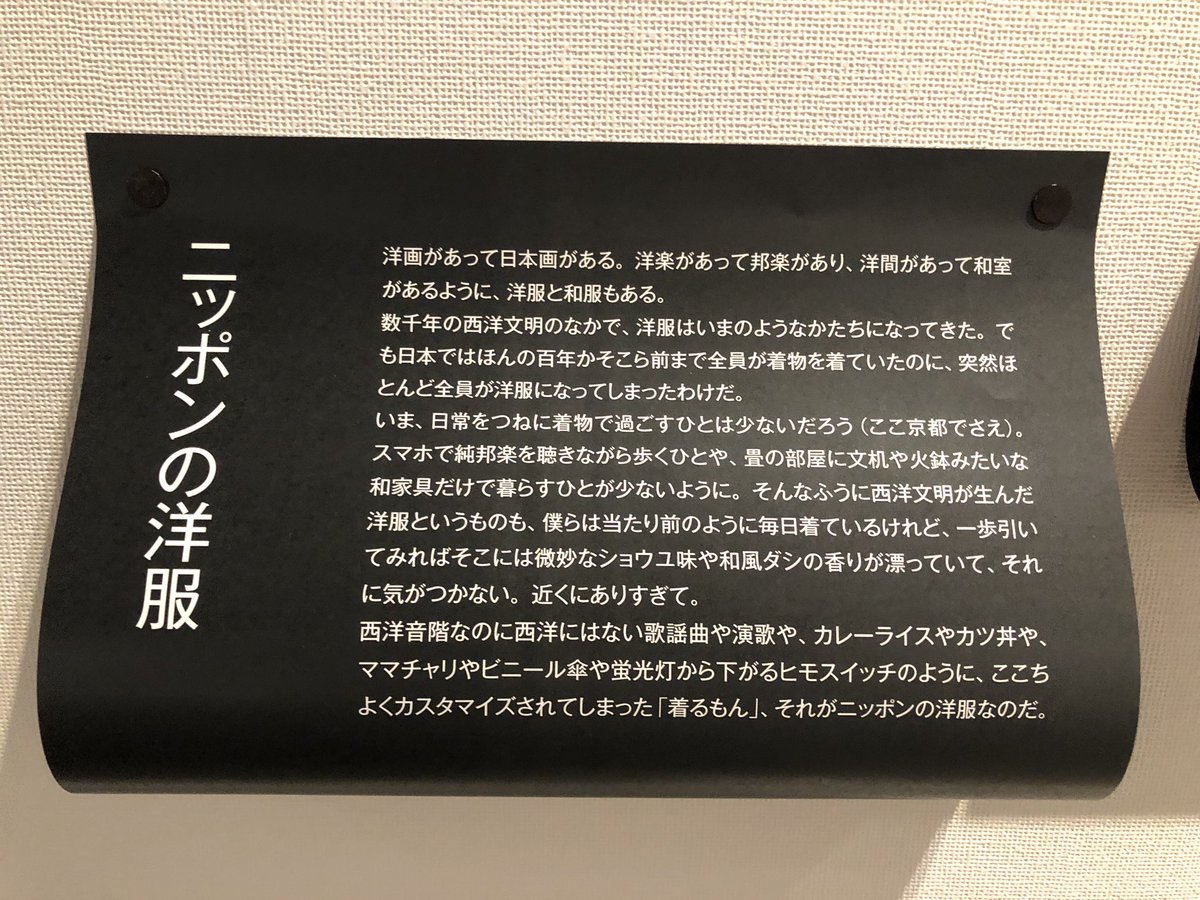 ニッポンの洋服
洋画があって日本画がある。洋楽があって邦楽があり、洋間があって和室
があるように、洋服と和服もある。
数千年の西洋文明のなかで、洋服はいまのようなかたちになってきた。で
も日本ではほんの百年かそこら前まで全員が着物を着ていたのに、突然ほ
とんど全員が洋服になってしまったわけだ。
いま、日常をつねに着物で過ごすひとは少ないだろう（ここ京都でさえ）。
スマホで純邦楽を聴きながら歩くひとや、畳の部屋に文机や火鉢みたいな
和家具だけで暮らすひとが少ないように。そんなふうに西洋文明が生んだ
洋服というものも、僕らは当たり前のように毎日着ているけれど、一歩引い
てみればそこには微妙なショウユ味や和風ダシの香りが漂っていて、それ
に気がつかない。近くにありすぎて。
西洋音階なのに西洋にはない歌謡曲や演歌や、カレーライスやカツ丼や、
ママチャリやビニール傘や蛍光灯から下がるヒモスイッチのように、ここち
よくカスタマイズされてしまった「着るもん」、それがニッポンの洋服なのだ。